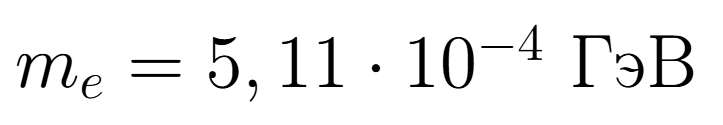 mₑ = 5,11 · 10⁻⁴ ГэВ